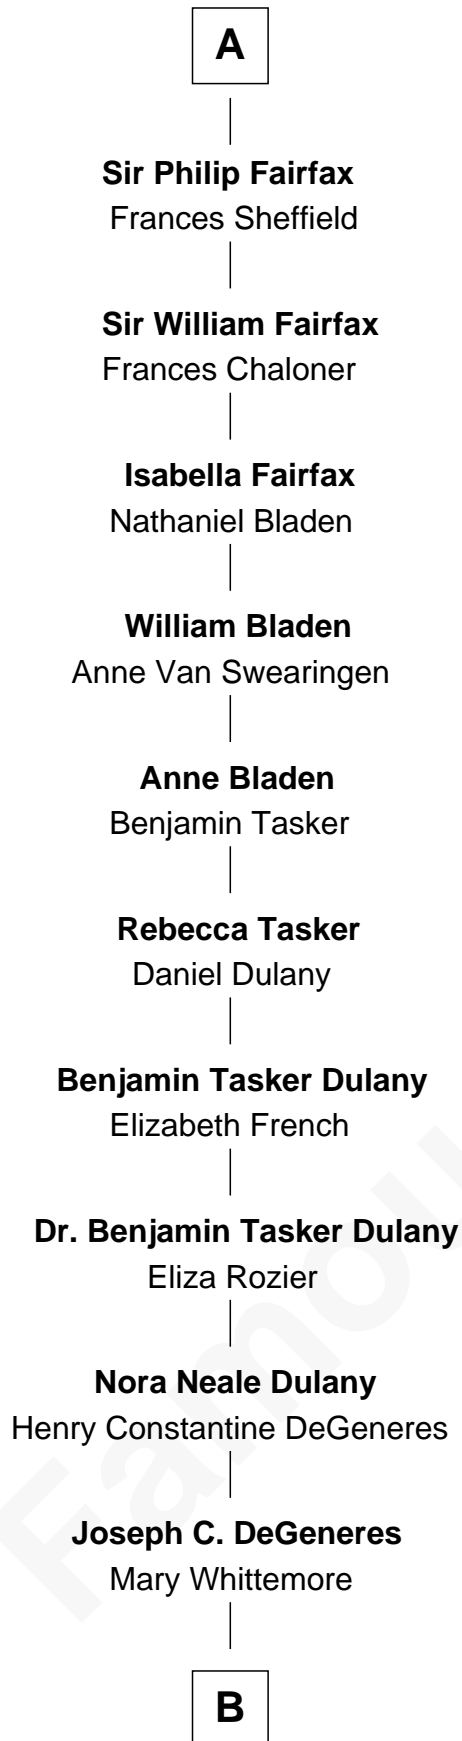 A
Sir Philip Fairfax
Frances Sheffield
Sir William Fairfax
Frances Chaloner
Isabella Fairfax
Nathaniel Bladen
William Bladen
Anne Van Swearingen
Anne Bladen
Benjamin Tasker
Rebecca Tasker
Daniel Dulany
Benjamin Tasker Dulany
Elizabeth French
Dr. Benjamin Tasker Dulany
Eliza Rozier
Nora Neale Dulany
Henry Constantine DeGeneres
Joseph C. DeGeneres
Mary Whittemore
B